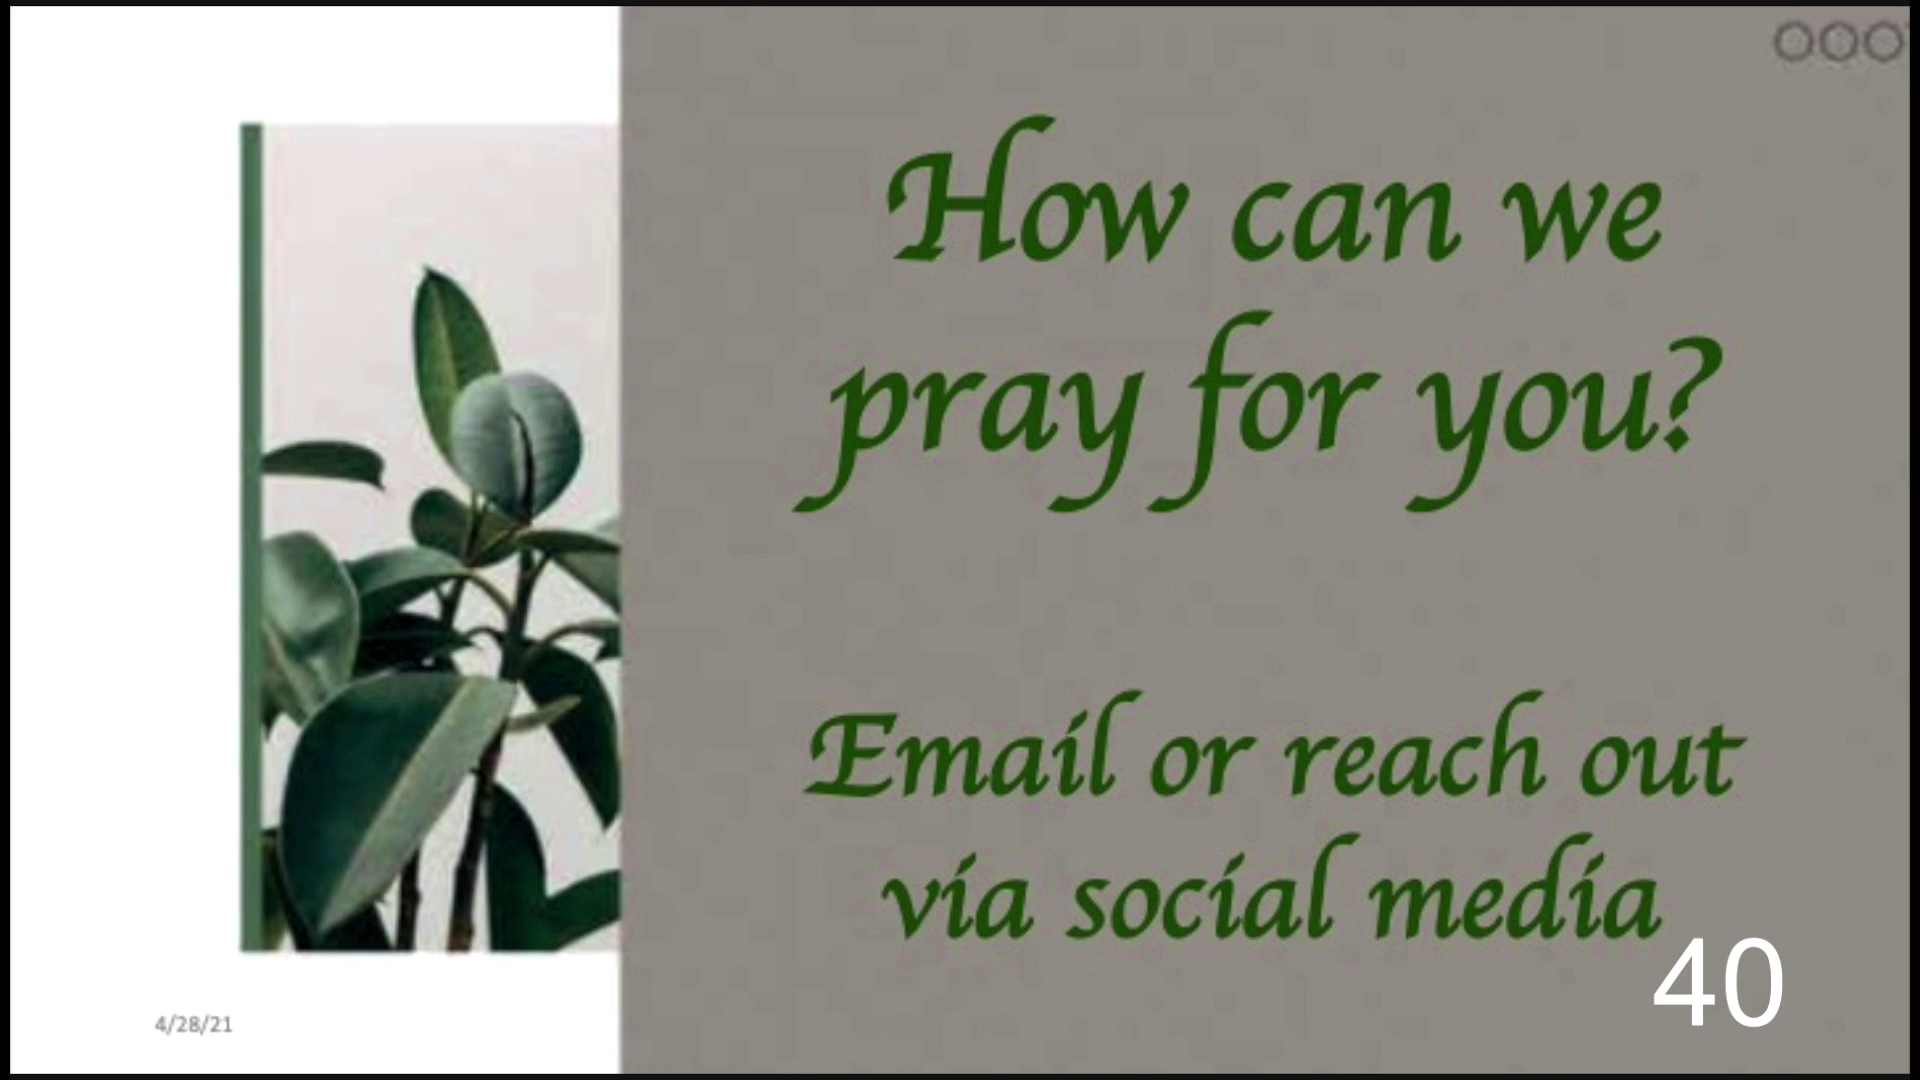 How can we
pray for you?
Email or reach out
via social media
40
4/28/21